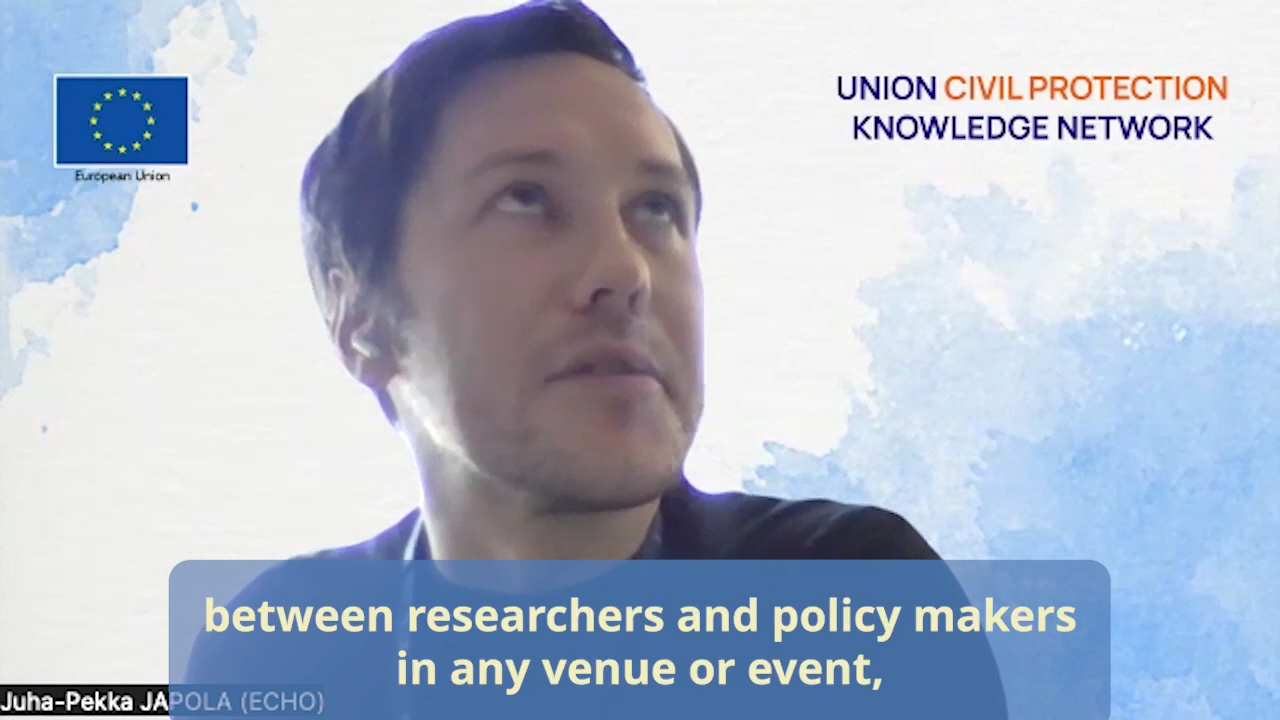 UNION CIVIL PROTECTION
KNOWLEDGE NETWORK
European Union
between researchers and policy makers
in any venue or event,
Juha-Pekka JAPOLA (ECHO)